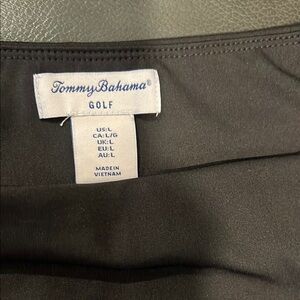 Tommy Bahama®
GOLF
US:L
CA:L/G
UK:L
EU:L
AU:L
MADE IN
VIETNAM